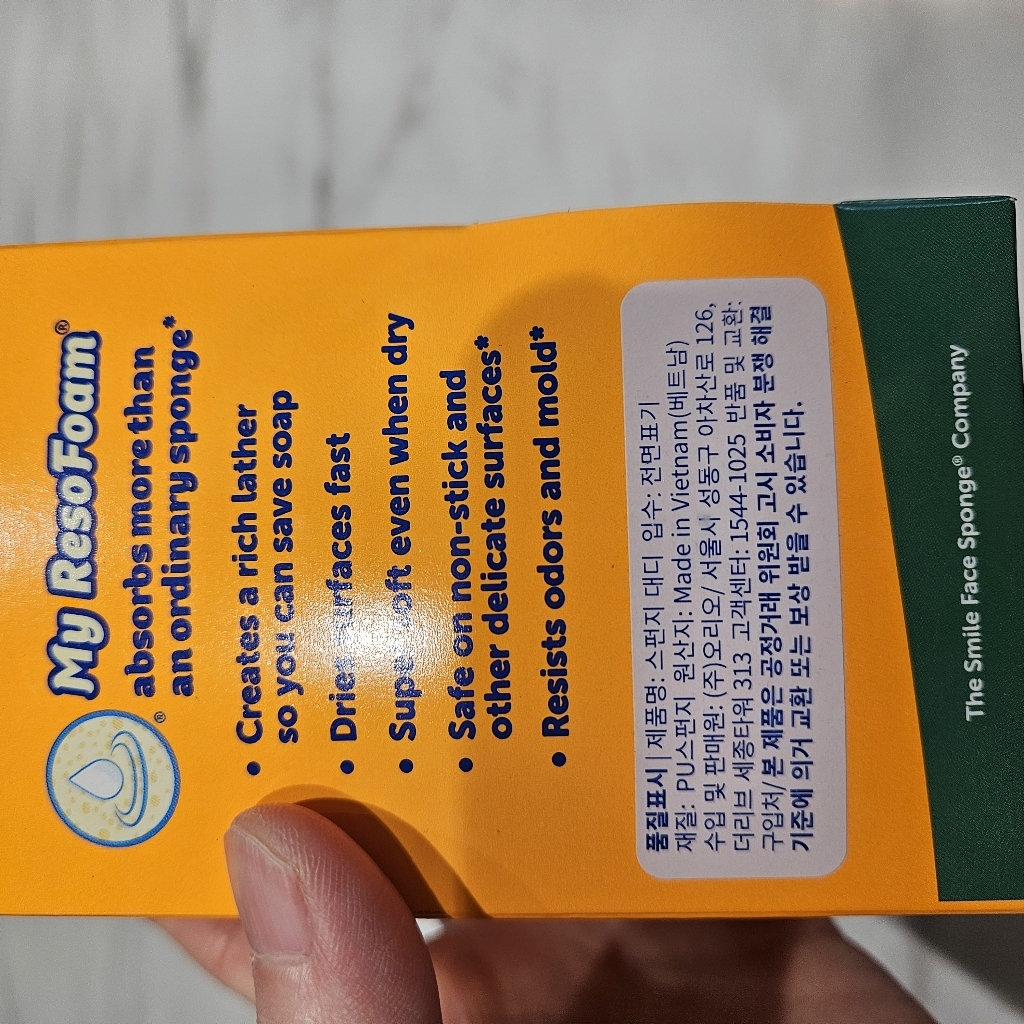 My ResoFoam®
absorbs more than
an ordinary sponge*
®
• Creates a rich lather
so you can save soap
• Dries surfaces fast
• Super soft even when dry
• Safe on non-stick and
other delicate surfaces*
• Resists odors and mold*
품질표시 | 제품명: 스펀지 대디 입수: 전면표기
재질: PU스펀지 원산지: Made in Vietnam(베트남)
수입 및 판매원: (주)오리오/ 서울시 성동구 아차산로 126,
더리브 세종타워 313 고객센터: 1544-1025 반품 및 교환:
구입처/본 제품은 공정거래 위원회 고시 소비자 분쟁 해결
기준에 의거 교환 또는 보상 받을 수 있습니다.
The Smile Face Sponge® Company